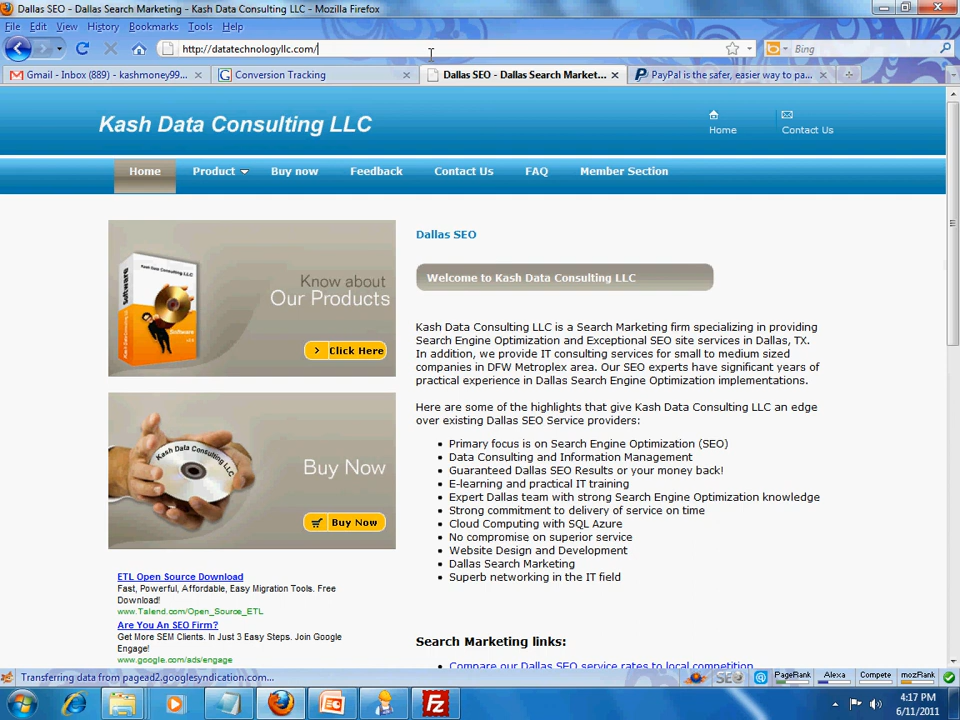 Dallas SEO - Dallas Search Marketing - Kash Data Consulting LLC - Mozilla Firefox
File Edit View History Bookmarks Tools Help
http://datatechnologyllc.com/
Bing
Gmail - Inbox (889) - kashmoney99...
Conversion Tracking
Dallas SEO - Dallas Search Market...
PayPal is the safer, easier way to pa...
Kash Data Consulting LLC
Home
Contact Us
Home Product Buy now Feedback Contact Us FAQ Member Section
Know about
Our Products
Click Here
Kash Data Consulting LLC
Software
Software
Buy Now
Buy Now
Kash Data Consulting LLC
ETL Open Source Download
Fast, Powerful, Affordable, Easy Migration Tools. Free
Download!
www.Talend.com/Open_Source_ETL
Are You An SEO Firm?
Get More SEM Clients. In Just 3 Easy Steps. Join Google
Engage!
www.google.com/ads/engage
Dallas SEO
Welcome to Kash Data Consulting LLC
Kash Data Consulting LLC is a Search Marketing firm specializing in providing
Search Engine Optimization and Exceptional SEO site services in Dallas, TX.
In addition, we provide IT consulting services for small to medium sized
companies in DFW Metroplex area. Our SEO experts have significant years of
practical experience in Dallas Search Engine Optimization implementations.
Here are some of the highlights that give Kash Data Consulting LLC an edge
over existing Dallas SEO Service providers:
Primary focus is on Search Engine Optimization (SEO)
Data Consulting and Information Management
Guaranteed Dallas SEO Results or your money back!
E-learning and practical IT training
Expert Dallas team with strong Search Engine Optimization knowledge
Strong commitment to delivery of service on time
Cloud Computing with SQL Azure
No compromise on superior service
Website Design and Development
Dallas Search Marketing
Superb networking in the IT field
Search Marketing links:
Compare our Dallas SEO service rates to local competition
Transferring data from pagead2.googlesyndication.com...
SEO
PageRank
Alexa
Compete
mozRank
4:17 PM
6/11/2011